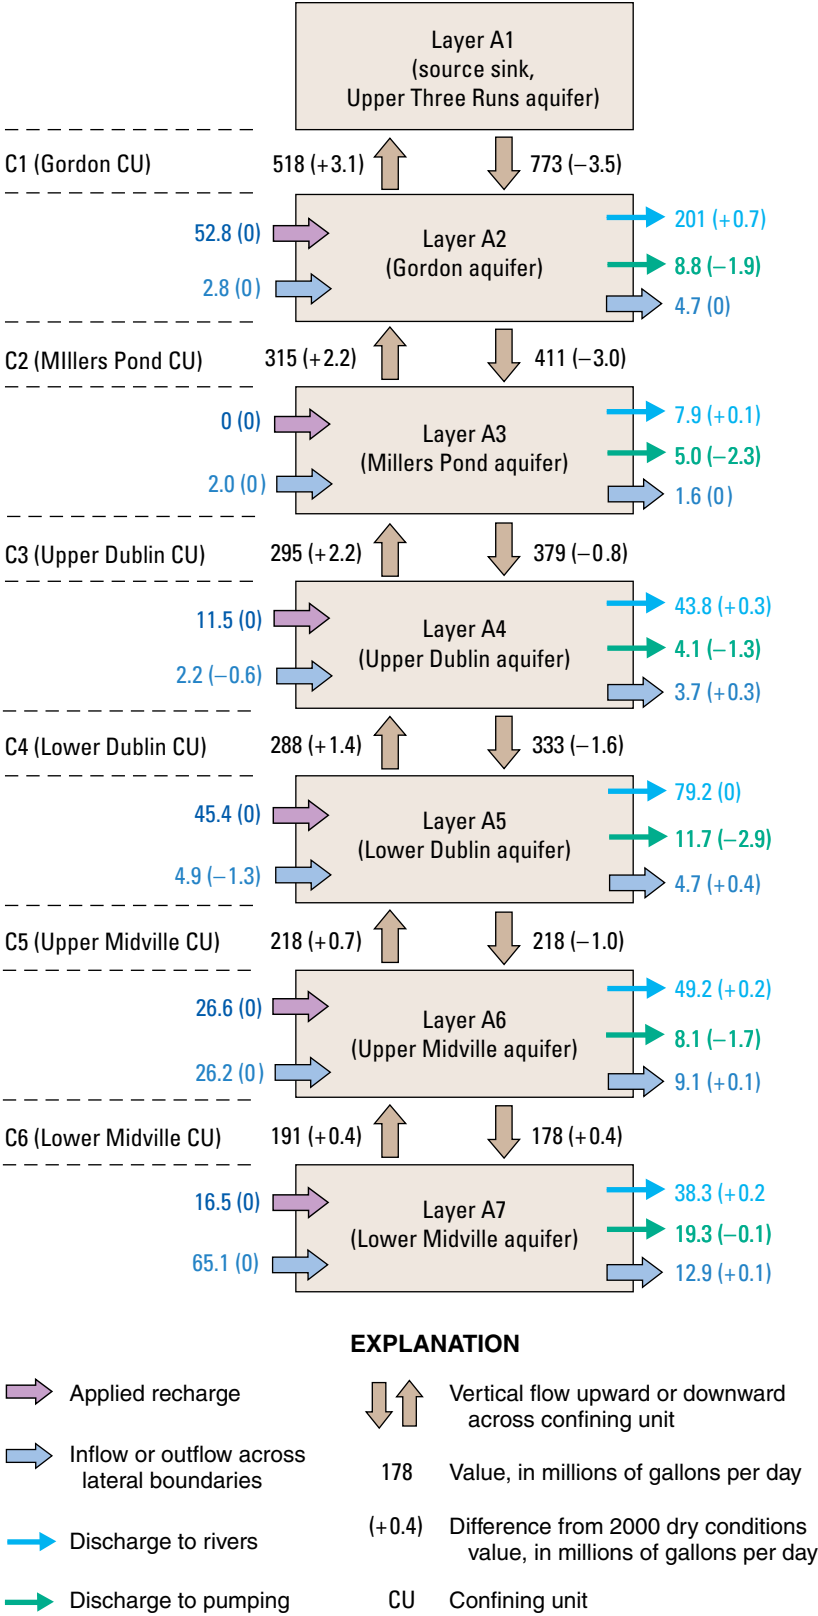 Layer A1
(source sink,
Upper Three Runs aquifer)
C1 (Gordon CU)
518 (+3.1)
773 (−3.5)
52.8 (0)
2.8 (0)
Layer A2
(Gordon aquifer)
201 (+0.7)
8.8 (−1.9)
4.7 (0)
C2 (MIllers Pond CU)
315 (+2.2)
411 (−3.0)
0 (0)
2.0 (0)
Layer A3
(Millers Pond aquifer)
7.9 (+0.1)
5.0 (−2.3)
1.6 (0)
C3 (Upper Dublin CU)
295 (+2.2)
379 (−0.8)
11.5 (0)
2.2 (−0.6)
Layer A4
(Upper Dublin aquifer)
43.8 (+0.3)
4.1 (−1.3)
3.7 (+0.3)
C4 (Lower Dublin CU)
288 (+1.4)
333 (−1.6)
45.4 (0)
4.9 (−1.3)
Layer A5
(Lower Dublin aquifer)
79.2 (0)
11.7 (−2.9)
4.7 (+0.4)
C5 (Upper Midville CU)
218 (+0.7)
218 (−1.0)
26.6 (0)
26.2 (0)
Layer A6
(Upper Midville aquifer)
49.2 (+0.2)
8.1 (−1.7)
9.1 (+0.1)
C6 (Lower Midville CU)
191 (+0.4)
178 (+0.4)
16.5 (0)
65.1 (0)
Layer A7
(Lower Midville aquifer)
38.3 (+0.2
19.3 (−0.1)
12.9 (+0.1)
EXPLANATION
Applied recharge
Inflow or outflow across
lateral boundaries
Discharge to rivers
Discharge to pumping
Vertical flow upward or downward
across confining unit
178 Value, in millions of gallons per day
(+0.4) Difference from 2000 dry conditions
value, in millions of gallons per day
CU Confining unit